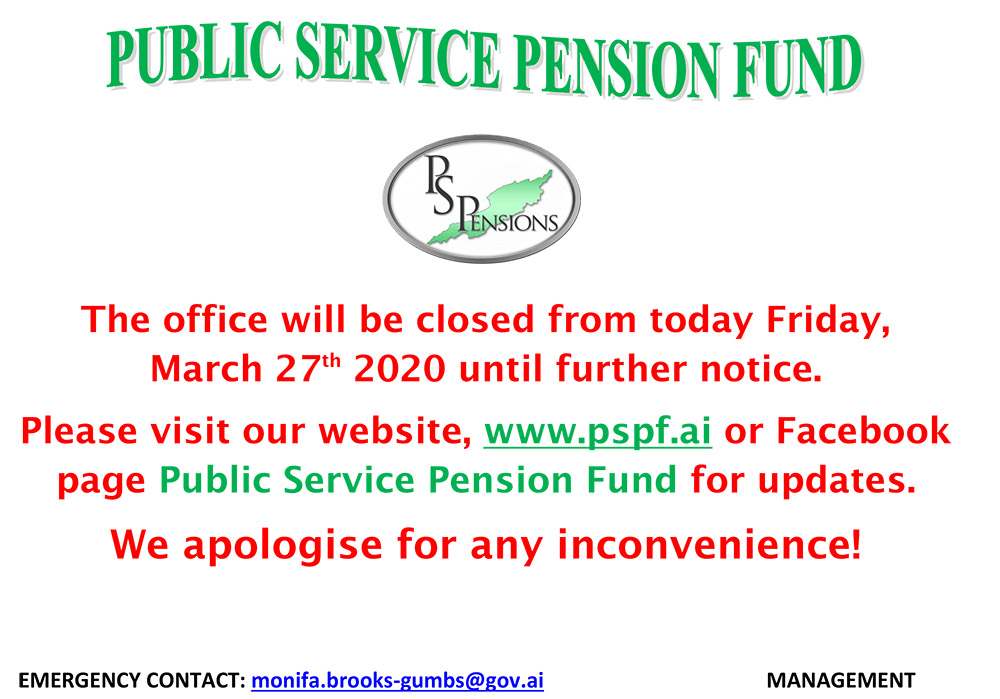 PUBLIC SERVICE PENSION FUND
PS PENSIONS
The office will be closed from today Friday,
March 27th 2020 until further notice.
Please visit our website, www.pspf.ai or Facebook
page Public Service Pension Fund for updates.
We apologise for any inconvenience!
EMERGENCY CONTACT: monifa.brooks-gumbs@gov.ai MANAGEMENT